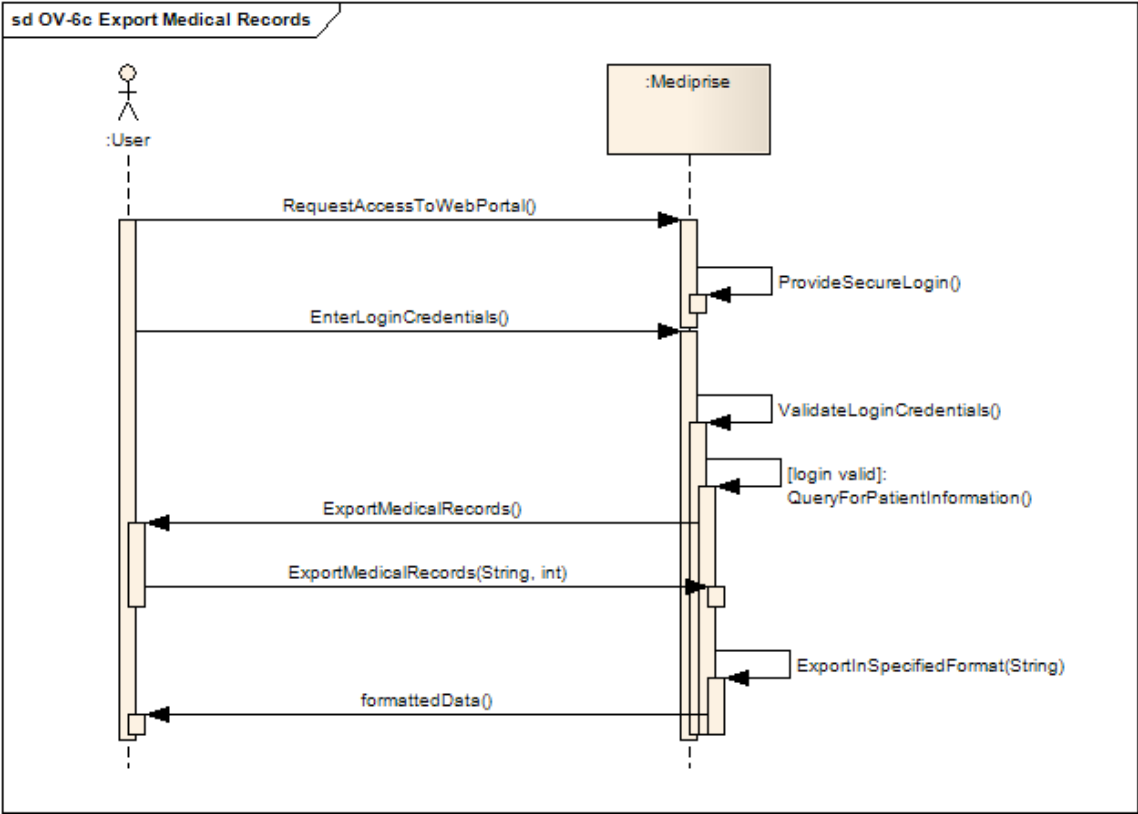 sd OV-6c Export Medical Records
:User
:Mediprise
RequestAccessToWebPortal()
ProvideSecureLogin()
EnterLoginCredentials()
ValidateLoginCredentials()
[login valid]:
QueryForPatientInformation()
ExportMedicalRecords()
ExportMedicalRecords(String, int)
ExportInSpecifiedFormat(String)
formattedData()